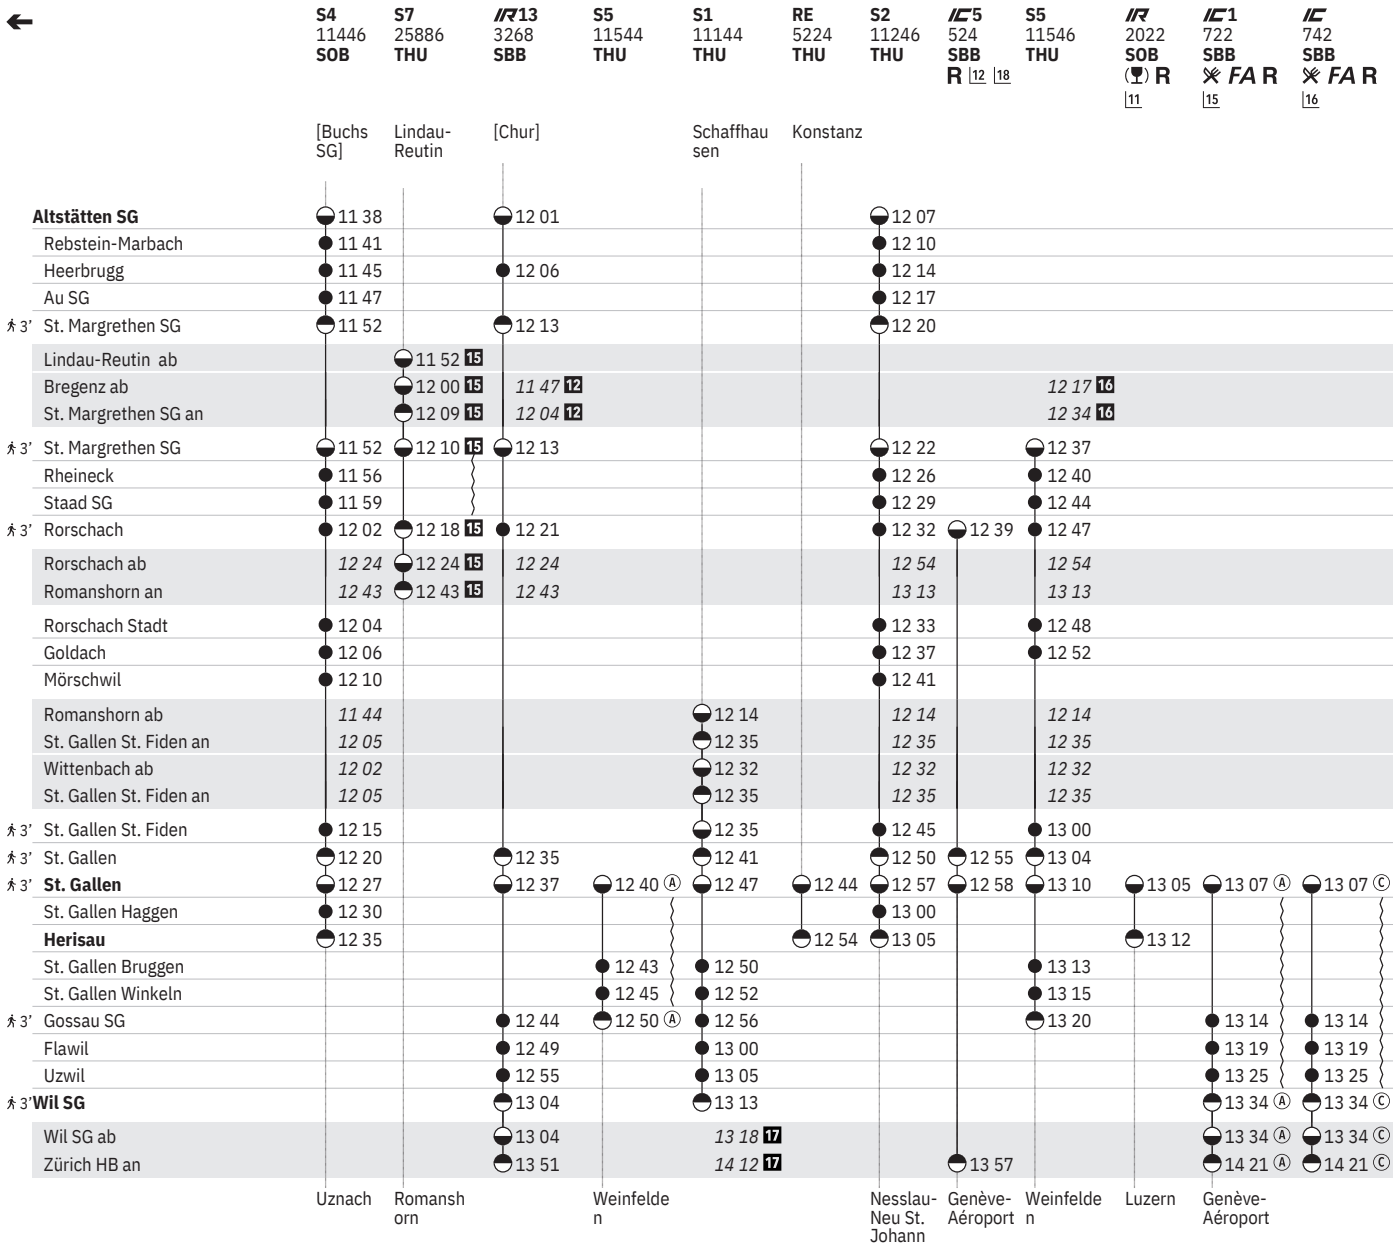 S4 S7 IR13 S5 S1 RE S2 IC5 S5 IR IC1 IC
11446 25886 3268 11544 11144 5224 11246 524 11546 2022 722 742
SOB THU SBB THU THU THU THU SBB THU SOB SBB SBB
R 12 18 R FA R FA R
11 15 16
[Buchs Lindau- [Chur] Schaffhau Konstanz
SG] Reutin sen
Altstätten SG 11 38 12 01 12 07
Rebstein-Marbach 11 41 12 10
Heerbrugg 11 45 12 06 12 14
Au SG 11 47 12 17
3' St. Margrethen SG 11 52 12 13 12 20
Lindau-Reutin ab 11 52 15
Bregenz ab 12 00 15 11 47 12 12 17 16
St. Margrethen SG an 12 09 15 12 04 12 12 34 16
3' St. Margrethen SG 11 52 12 10 15 12 13 12 22 12 37
Rheineck 11 56 12 26 12 40
Staad SG 11 59 12 29 12 44
3' Rorschach 12 02 12 18 15 12 21 12 32 12 39 12 47
Rorschach ab 12 24 12 24 15 12 24 12 54 12 54
Romanshorn an 12 43 12 43 15 12 43 13 13 13 13
Rorschach Stadt 12 04 12 33 12 48
Goldach 12 06 12 37 12 52
Mörschwil 12 10 12 41
Romanshorn ab 11 44 12 14 12 14 12 14
St. Gallen St. Fiden an 12 05 12 35 12 35 12 35
Wittenbach ab 12 02 12 32 12 32 12 32
St. Gallen St. Fiden an 12 05 12 35 12 35 12 35
3' St. Gallen St. Fiden 12 15 12 35 12 45 13 00
3' St. Gallen 12 20 12 35 12 41 12 50 12 55 13 04
3' St. Gallen 12 27 12 37 12 40 Ⓐ 12 47 12 44 12 57 12 58 13 10 13 05 13 07 Ⓐ 13 07 Ⓒ
St. Gallen Haggen 12 30 13 00
Herisau 12 35 12 54 13 05 13 12
St. Gallen Bruggen 12 43 12 50 13 13
St. Gallen Winkeln 12 45 12 52 13 15
3' Gossau SG 12 44 12 50 Ⓐ 12 56 13 20 13 14 13 14
Flawil 12 49 13 00 13 19 13 19
Uzwil 12 55 13 05 13 25 13 25
3' Wil SG 13 04 13 13 13 34 Ⓐ 13 34 Ⓒ
Wil SG ab 13 04 13 18 17 13 34 Ⓐ 13 34 Ⓒ
Zürich HB an 13 51 14 12 17 13 57 14 21 Ⓐ 14 21 Ⓒ
Uznach Romansh Weinfelde Nesslau- Genève- Weinfelde Luzern Genève-
orn n Neu St. Aéroport n Aéroport
Johann